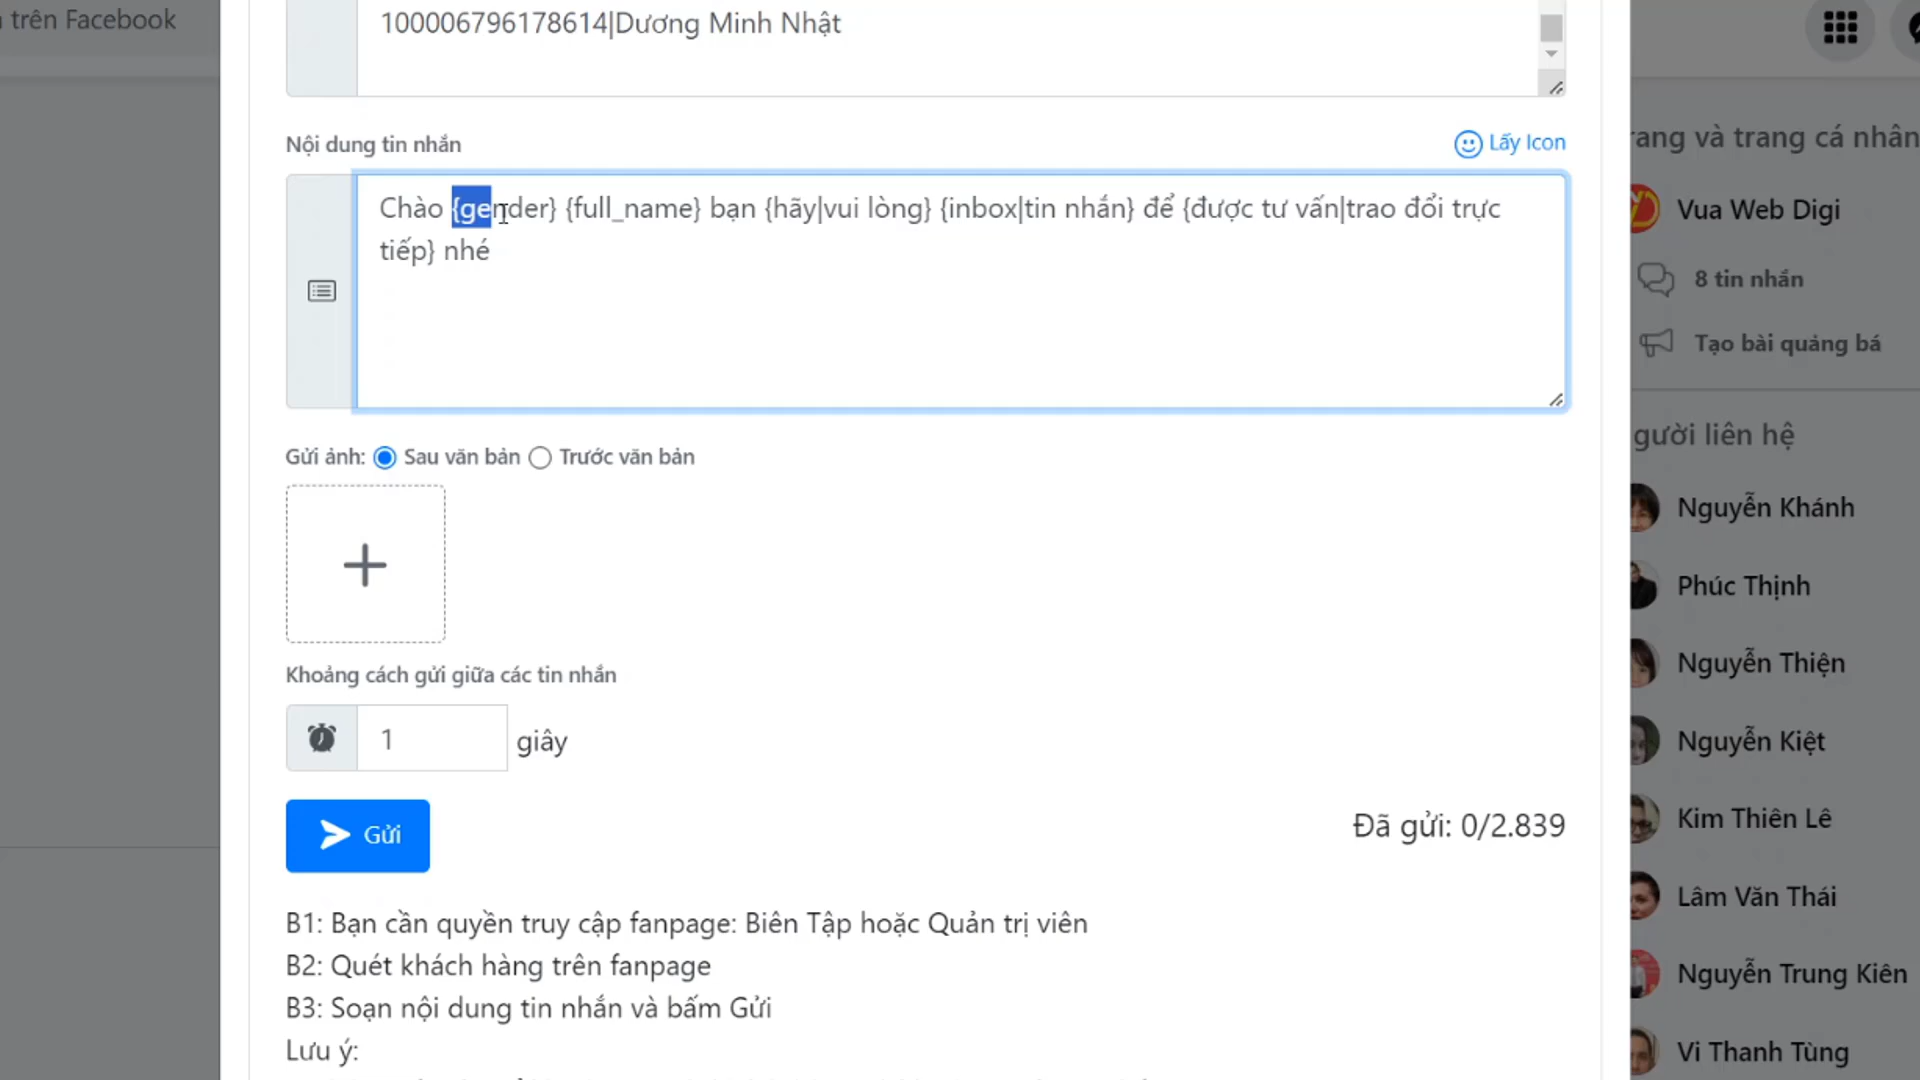 trên Facebook
100006796178614|Dương Minh Nhật
Nội dung tin nhắn
Lấy Icon
Chào {gender} {full_name} bạn {hãy|vui lòng} {inbox|tin nhắn} để {được tư vấn|trao đổi trực
tiếp} nhé
Gửi ảnh: Sau văn bản Trước văn bản
Khoảng cách gửi giữa các tin nhắn
1 giây
Gửi
Đã gửi: 0/2.839
B1: Bạn cần quyền truy cập fanpage: Biên Tập hoặc Quản trị viên
B2: Quét khách hàng trên fanpage
B3: Soạn nội dung tin nhắn và bấm Gửi
Lưu ý:
rang và trang cá nhân
Vua Web Digi
8 tin nhắn
Tạo bài quảng bá
gười liên hệ
Nguyễn Khánh
Phúc Thịnh
Nguyễn Thiện
Nguyễn Kiệt
Kim Thiên Lê
Lâm Văn Thái
Nguyễn Trung Kiên
Vi Thanh Tùng